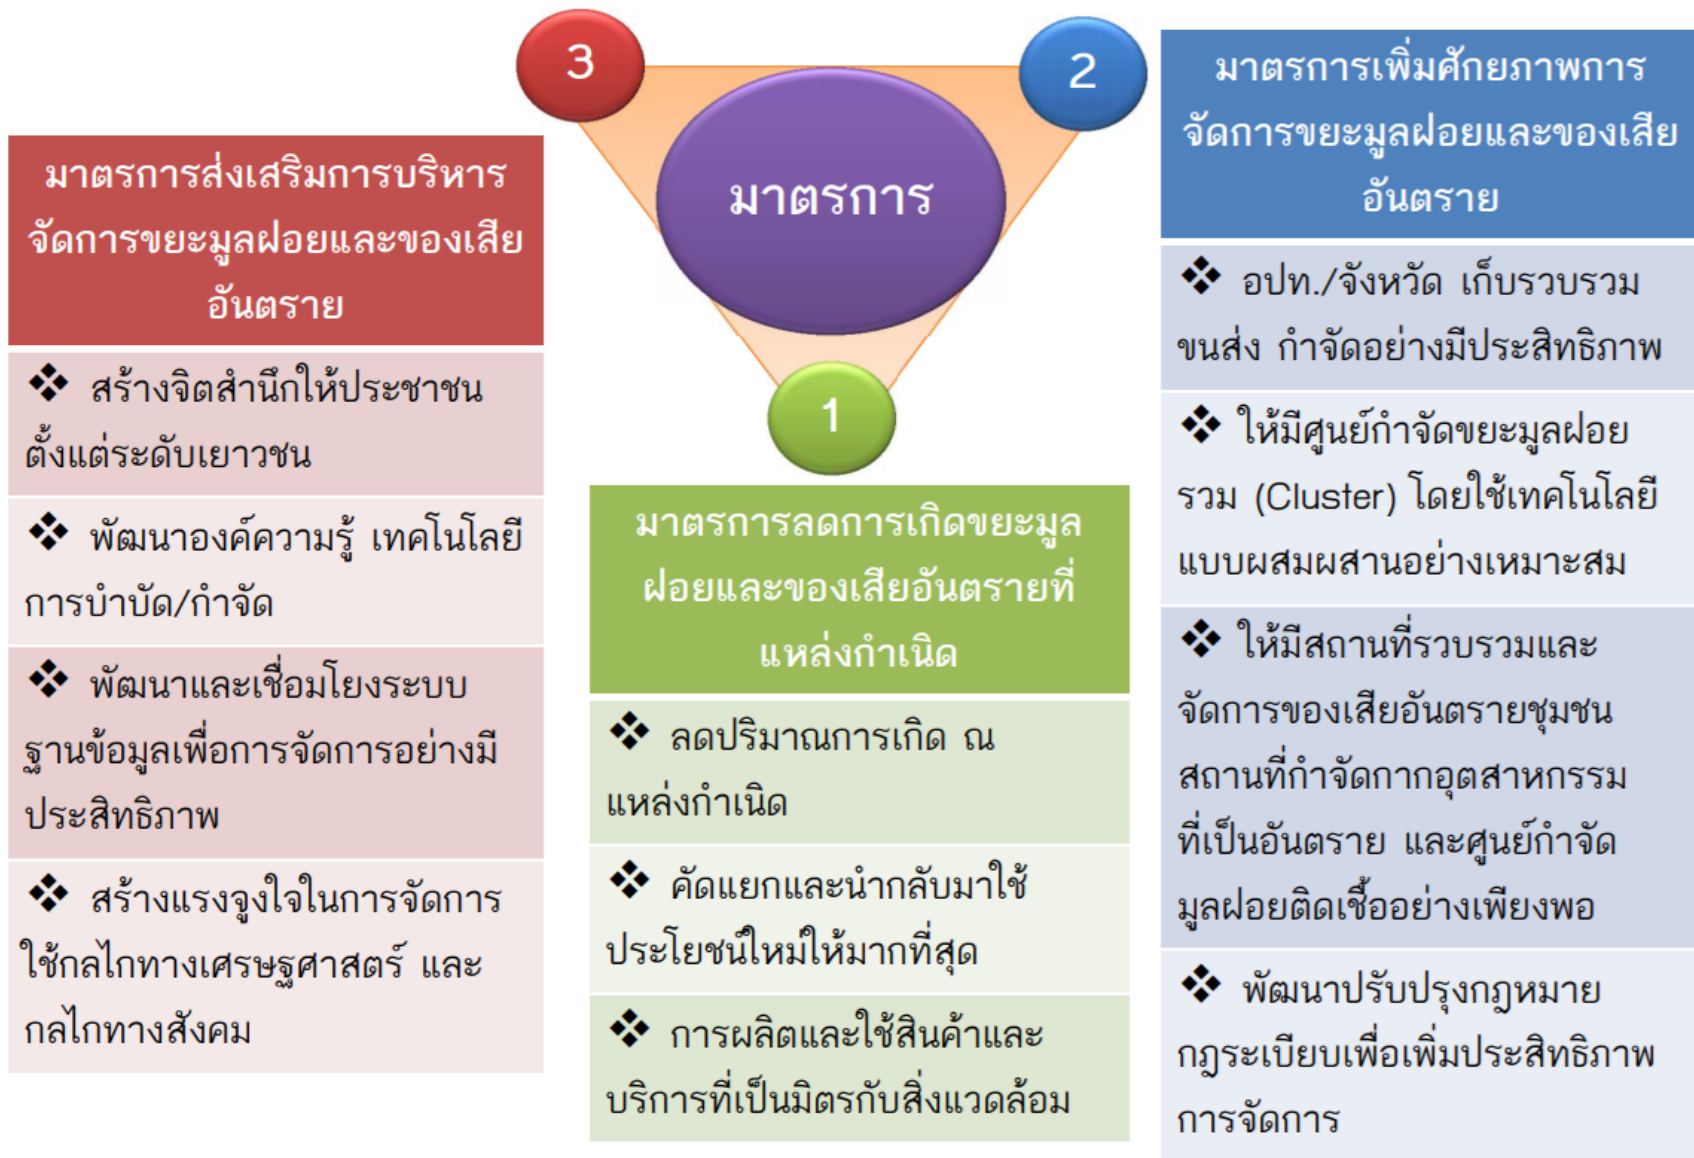 3
2
มาตรการ
1
มาตรการส่งเสริมการบริหาร
จัดการขยะมูลฝอยและของเสีย
อันตราย
❖ สร้างจิตสำนึกให้ประชาชน
ตั้งแต่ระดับเยาวชน
❖ พัฒนาองค์ความรู้ เทคโนโลยี
การบำบัด/กำจัด
❖ พัฒนาและเชื่อมโยงระบบ
ฐานข้อมูลเพื่อการจัดการอย่างมี
ประสิทธิภาพ
❖ สร้างแรงจูงใจในการจัดการ
ใช้กลไกทางเศรษฐศาสตร์ และ
กลไกทางสังคม
มาตรการลดการเกิดขยะมูล
ฝอยและของเสียอันตรายที่
แหล่งกำเนิด
❖ ลดปริมาณการเกิด ณ
แหล่งกำเนิด
❖ คัดแยกและนำกลับมาใช้
ประโยชน์ใหม่ให้มากที่สุด
❖ การผลิตและใช้สินค้าและ
บริการที่เป็นมิตรกับสิ่งแวดล้อม
มาตรการเพิ่มศักยภาพการ
จัดการขยะมูลฝอยและของเสีย
อันตราย
❖ อปท./จังหวัด เก็บรวบรวม
ขนส่ง กำจัดอย่างมีประสิทธิภาพ
❖ ให้มีศูนย์กำจัดขยะมูลฝอย
รวม (Cluster) โดยใช้เทคโนโลยี
แบบผสมผสานอย่างเหมาะสม
❖ ให้มีสถานที่รวบรวมและ
จัดการของเสียอันตรายชุมชน
สถานที่กำจัดกากอุตสาหกรรม
ที่เป็นอันตราย และศูนย์กำจัด
มูลฝอยติดเชื้ออย่างเพียงพอ
❖ พัฒนาปรับปรุงกฎหมาย
กฎระเบียบเพื่อเพิ่มประสิทธิภาพ
การจัดการ